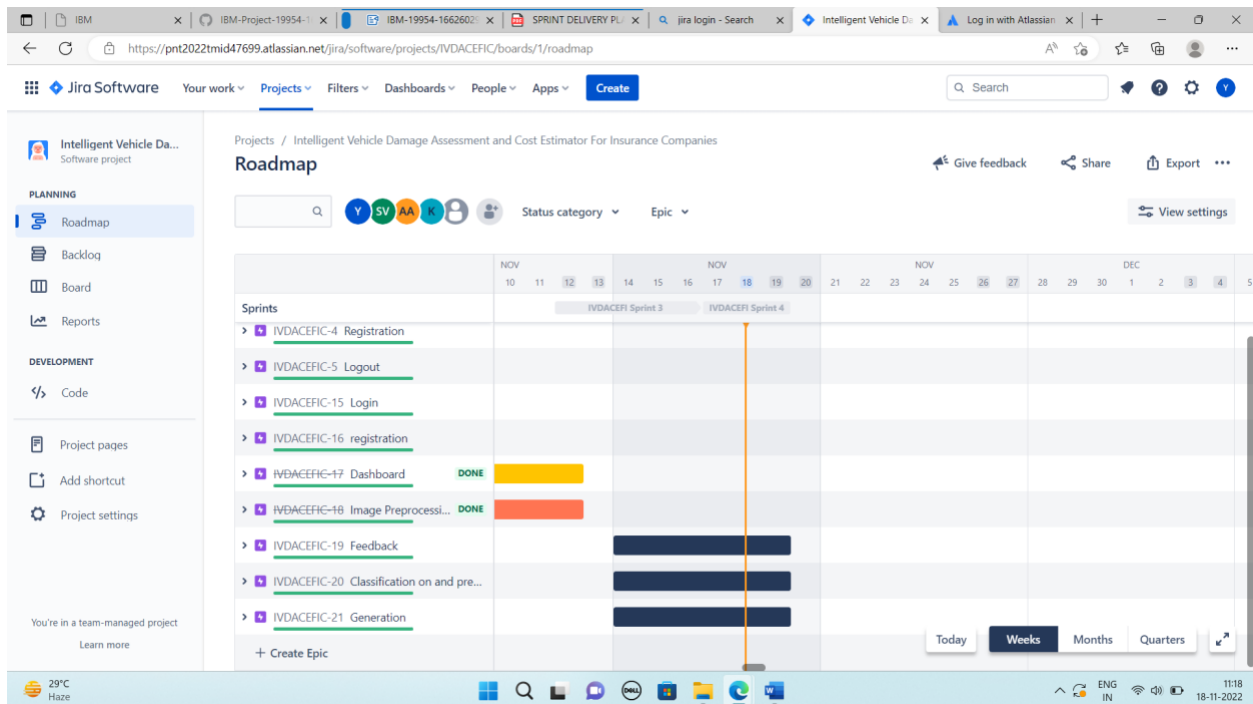 IBM
IBM-Project-19954-1
IBM-19954-16626029
SPRINT DELIVERY PL
jira login - Search
Intelligent Vehicle Da
Log in with Atlassian
https://pnt2022tmid47699.atlassian.net/jira/software/projects/IVDACEFIC/boards/1/roadmap
Jira Software
Your work
Projects
Filters
Dashboards
People
Apps
Create
Search
Y
Intelligent Vehicle Da...
Software project
PLANNING
Roadmap
Backlog
Board
Reports
DEVELOPMENT
Code
Project pages
Add shortcut
Project settings
You're in a team-managed project
Learn more
Projects / Intelligent Vehicle Damage Assessment and Cost Estimator For Insurance Companies
Roadmap
Give feedback
Share
Export
Y SV AA K
Status category
Epic
View settings
NOV NOV NOV DEC
10 11 12 13 14 15 16 17 18 19 20 21 22 23 24 25 26 27 28 29 30 1 2 3 4 5
Sprints
IVDACEFI Sprint 3
IVDACEFI Sprint 4
IVDACEFIC-4 Registration
IVDACEFIC-5 Logout
IVDACEFIC-15 Login
IVDACEFIC-16 registration
IVDACEFIC-17 Dashboard DONE
IVDACEFIC-18 Image Preprocessi... DONE
IVDACEFIC-19 Feedback
IVDACEFIC-20 Classification on and pre...
IVDACEFIC-21 Generation
+ Create Epic
Today
Weeks
Months
Quarters
29°C
Haze
DELL
ENG
IN
11:18
18-11-2022